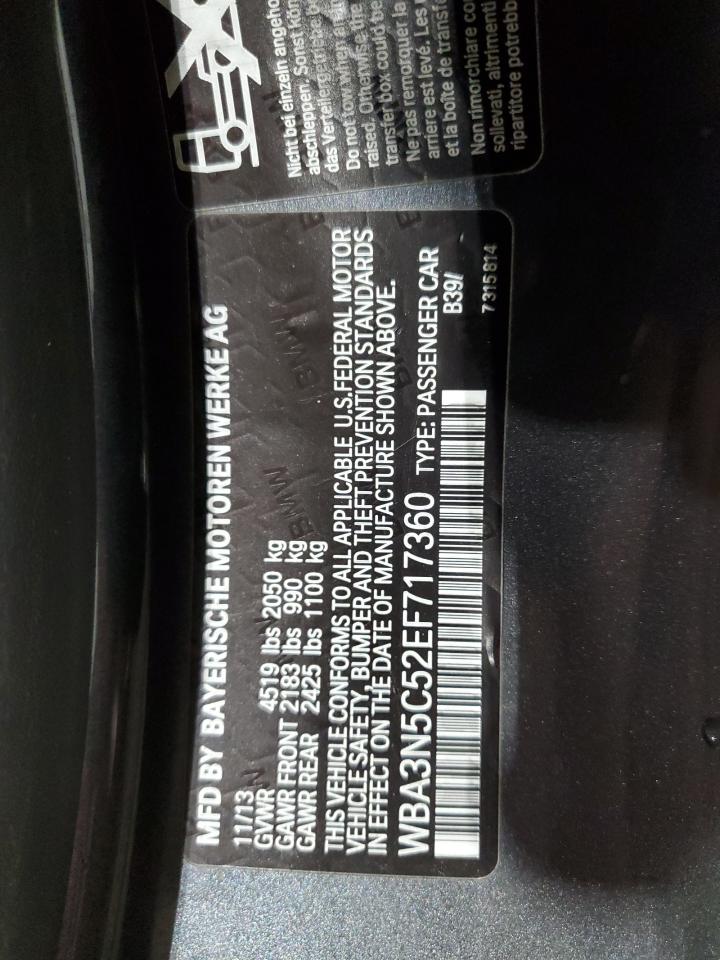 Nicht bei einzeln angeho
abschleppen. Sonst kön
das Verteilergetriebe be
Do not tow when
raised. Otherwise the
transfer box could be
Ne pas remorquer la
arriere est levé. Les
et la boîte de transfe
Non rimorchiare co
sollevati, altrimenti
ripartitore potrebb
MFD BY BAYERISCHE MOTOREN WERKE AG
11/13
GVWR 4519 lbs 2050 kg
GAWR FRONT 2183 lbs 990 kg
GAWR REAR 2425 lbs 1100 kg
THIS VEHICLE CONFORMS TO ALL APPLICABLE U.S.FEDERAL MOTOR
VEHICLE SAFETY, BUMPER AND THEFT PREVENTION STANDARDS
IN EFFECT ON THE DATE OF MANUFACTURE SHOWN ABOVE.
WBA3N5C52EF717360 TYPE: PASSENGER CAR
B39/
7315814